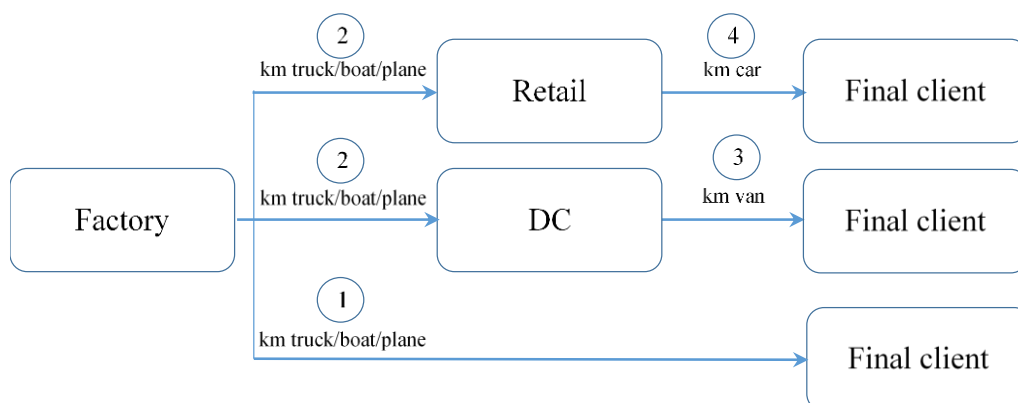 2
km truck/boat/plane
Retail
4
km car
Final client
Factory
2
km truck/boat/plane
DC
3
km van
Final client
1
km truck/boat/plane
Final client